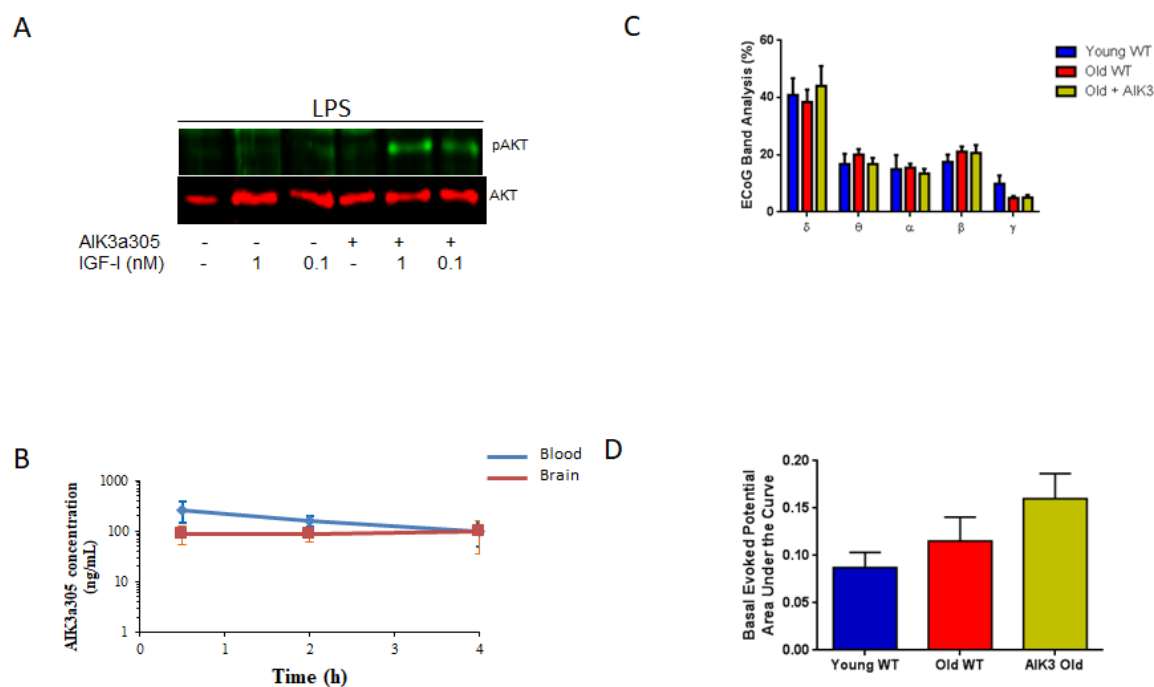 A
LPS
pAKT
AKT
AIK3a305 - - - + + +
IGF-I (nM) - 1 0.1 - 1 0.1
B
Blood
Brain
AIK3a305 concentration
(ng/mL)
1000
100
10
1
0 1 2 3 4
Time (h)
C
ECoG Band Analysis (%)
60
40
20
0
δ θ α β γ
Young WT
Old WT
Old + AIK3
D
Basal Evoked Potential
Area Under the Curve
0.20
0.15
0.10
0.05
0.00
Young WT Old WT AIK3 Old